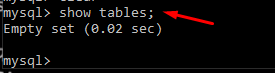 mysql> show tables;
Empty set (0.02 sec)
mysql>